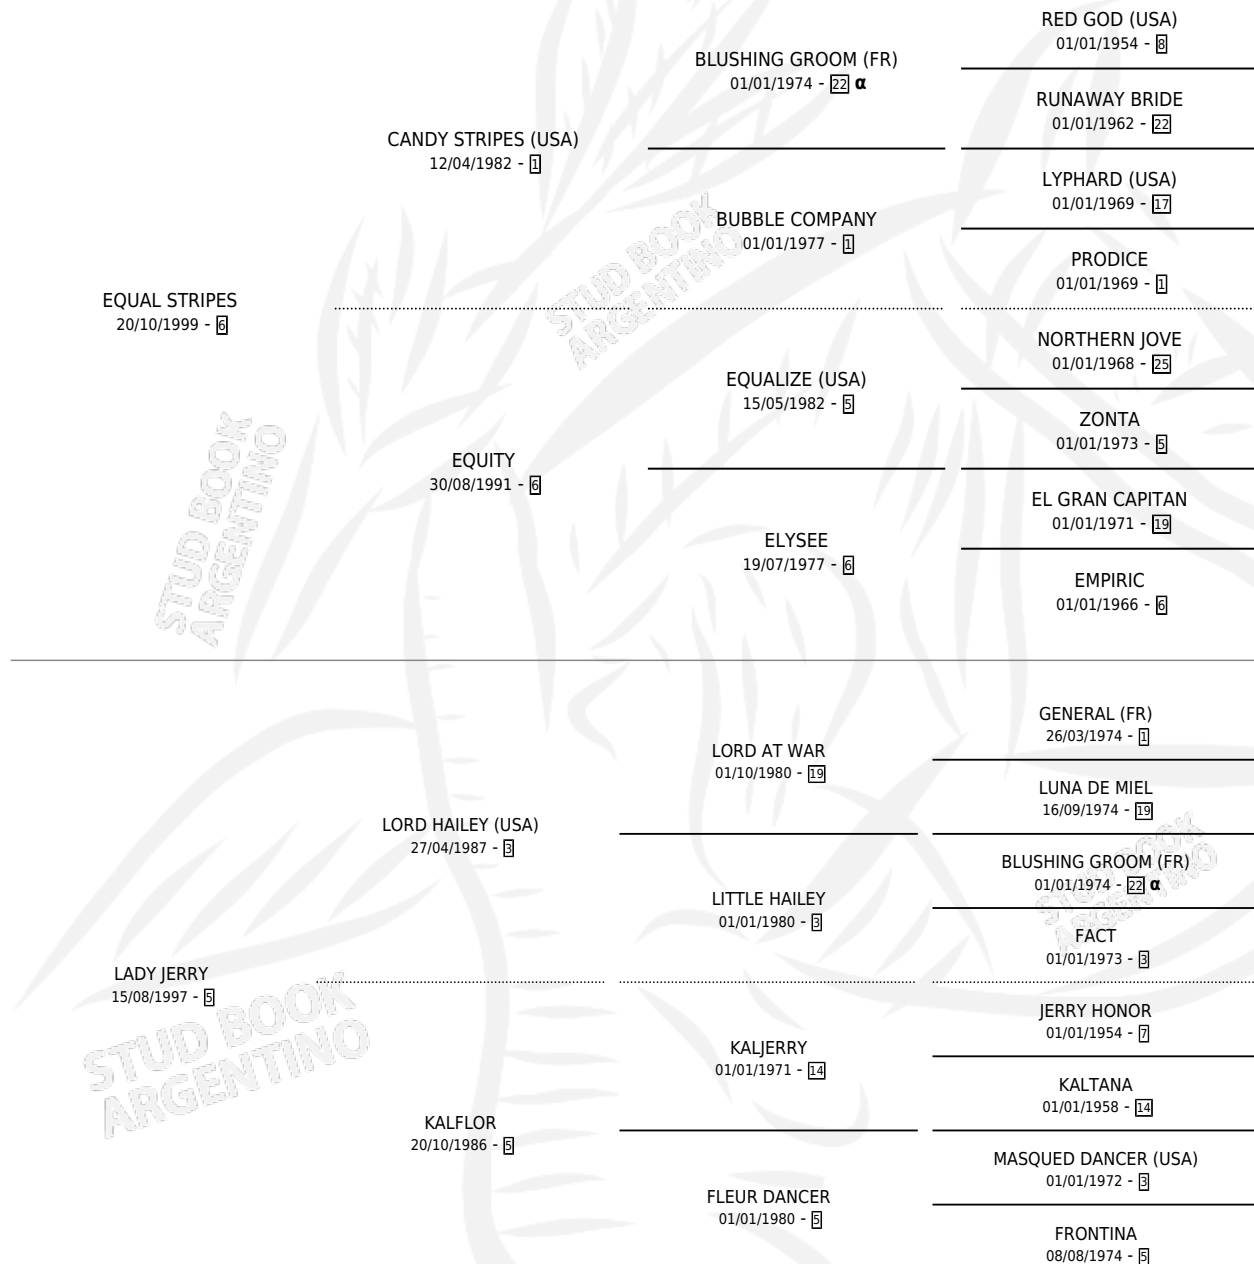 RED GOD (USA)
01/01/1954 - 8
BLUSHING GROOM (FR)
01/01/1974 - 22 α
RUNAWAY BRIDE
01/01/1962 - 22
CANDY STRIPES (USA)
12/04/1982 - 1
LYPHARD (USA)
01/01/1969 - 17
BUBBLE COMPANY
01/01/1977 - 1
PRODICE
01/01/1969 - 1
EQUAL STRIPES
20/10/1999 - 6
NORTHERN JOVE
01/01/1968 - 25
EQUALIZE (USA)
15/05/1982 - 5
ZONTA
01/01/1973 - 5
EQUITY
30/08/1991 - 6
EL GRAN CAPITAN
01/01/1971 - 19
ELYSEE
19/07/1977 - 6
EMPIRIC
01/01/1966 - 6
GENERAL (FR)
26/03/1974 - 1
LORD AT WAR
01/10/1980 - 19
LUNA DE MIEL
16/09/1974 - 19
LORD HAILEY (USA)
27/04/1987 - 3
BLUSHING GROOM (FR)
01/01/1974 - 22 α
LITTLE HAILEY
01/01/1980 - 3
FACT
01/01/1973 - 3
LADY JERRY
15/08/1997 - 5
JERRY HONOR
01/01/1954 - 7
KALJERRY
01/01/1971 - 14
KALTANA
01/01/1958 - 14
KALFLOR
20/10/1986 - 5
MASQUED DANCER (USA)
01/01/1972 - 3
FLEUR DANCER
01/01/1980 - 5
FRONTINA
08/08/1974 - 5
STUD BOOK
ARGENTINO
STUD BOOK
ARGENTINO
STUD BOOK
ARGENTINO
STUD BOOK
ARGENTINO